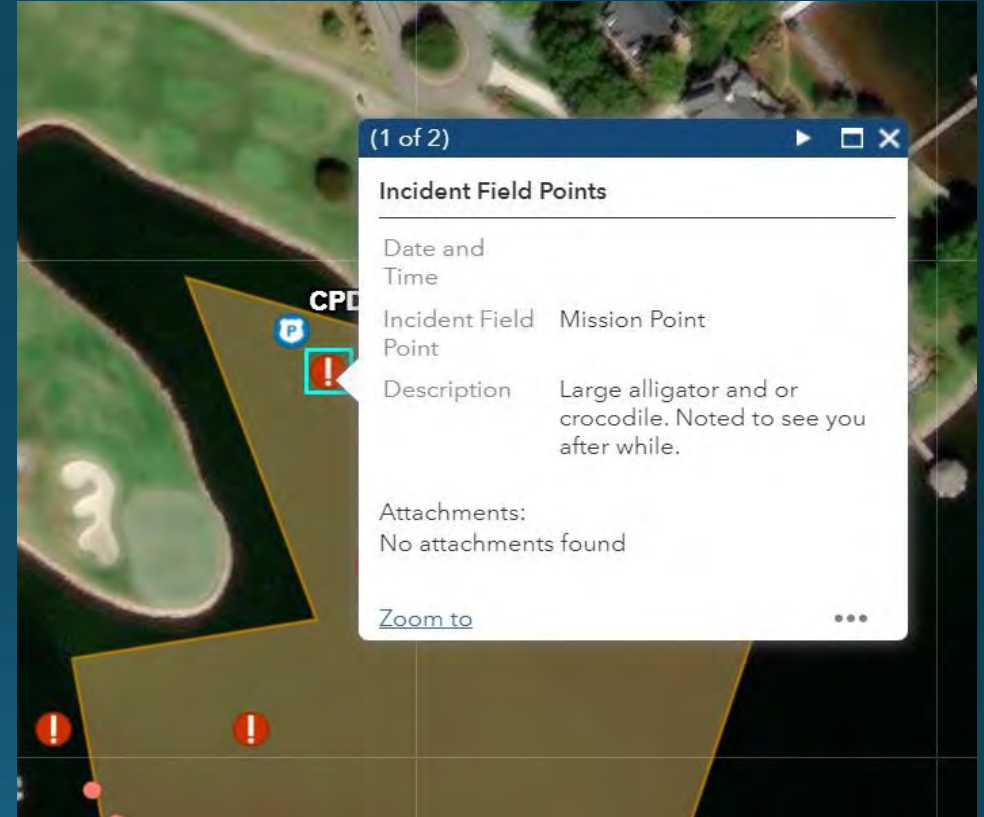 (1 of 2)
Incident Field Points
Date and
Time
Incident Field Mission Point
Point
Description Large alligator and or
crocodile. Noted to see you
after while.
Attachments:
No attachments found
Zoom to
CPD
P